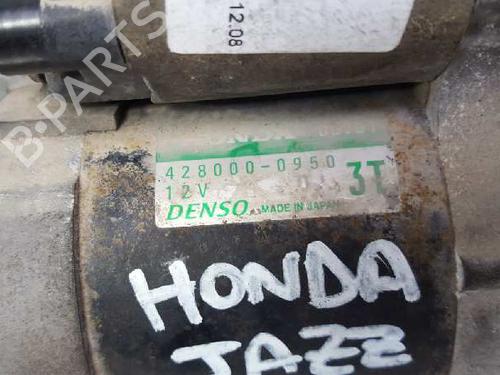 12.08
B-PARTS
428000-0950
12V 3T
DENSO MADE IN JAPAN
HONDA
JAZZ